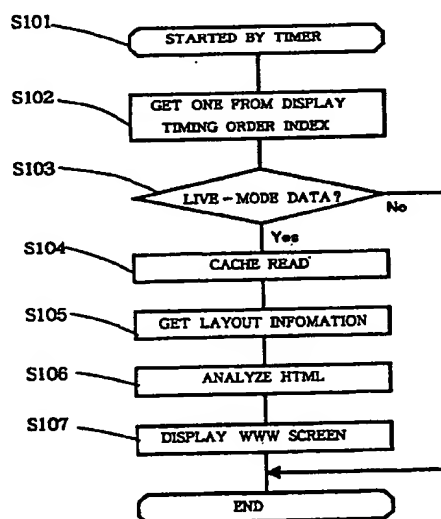 S101
STARTED BY TIMER
S102
GET ONE FROM DISPLAY
TIMING ORDER INDEX
S103
LIVE-MODE DATA?
No
Yes
S104
CACHE READ
S105
GET LAYOUT INFOMATION
S106
ANALYZE HTML
S107
DISPLAY WWW SCREEN
END